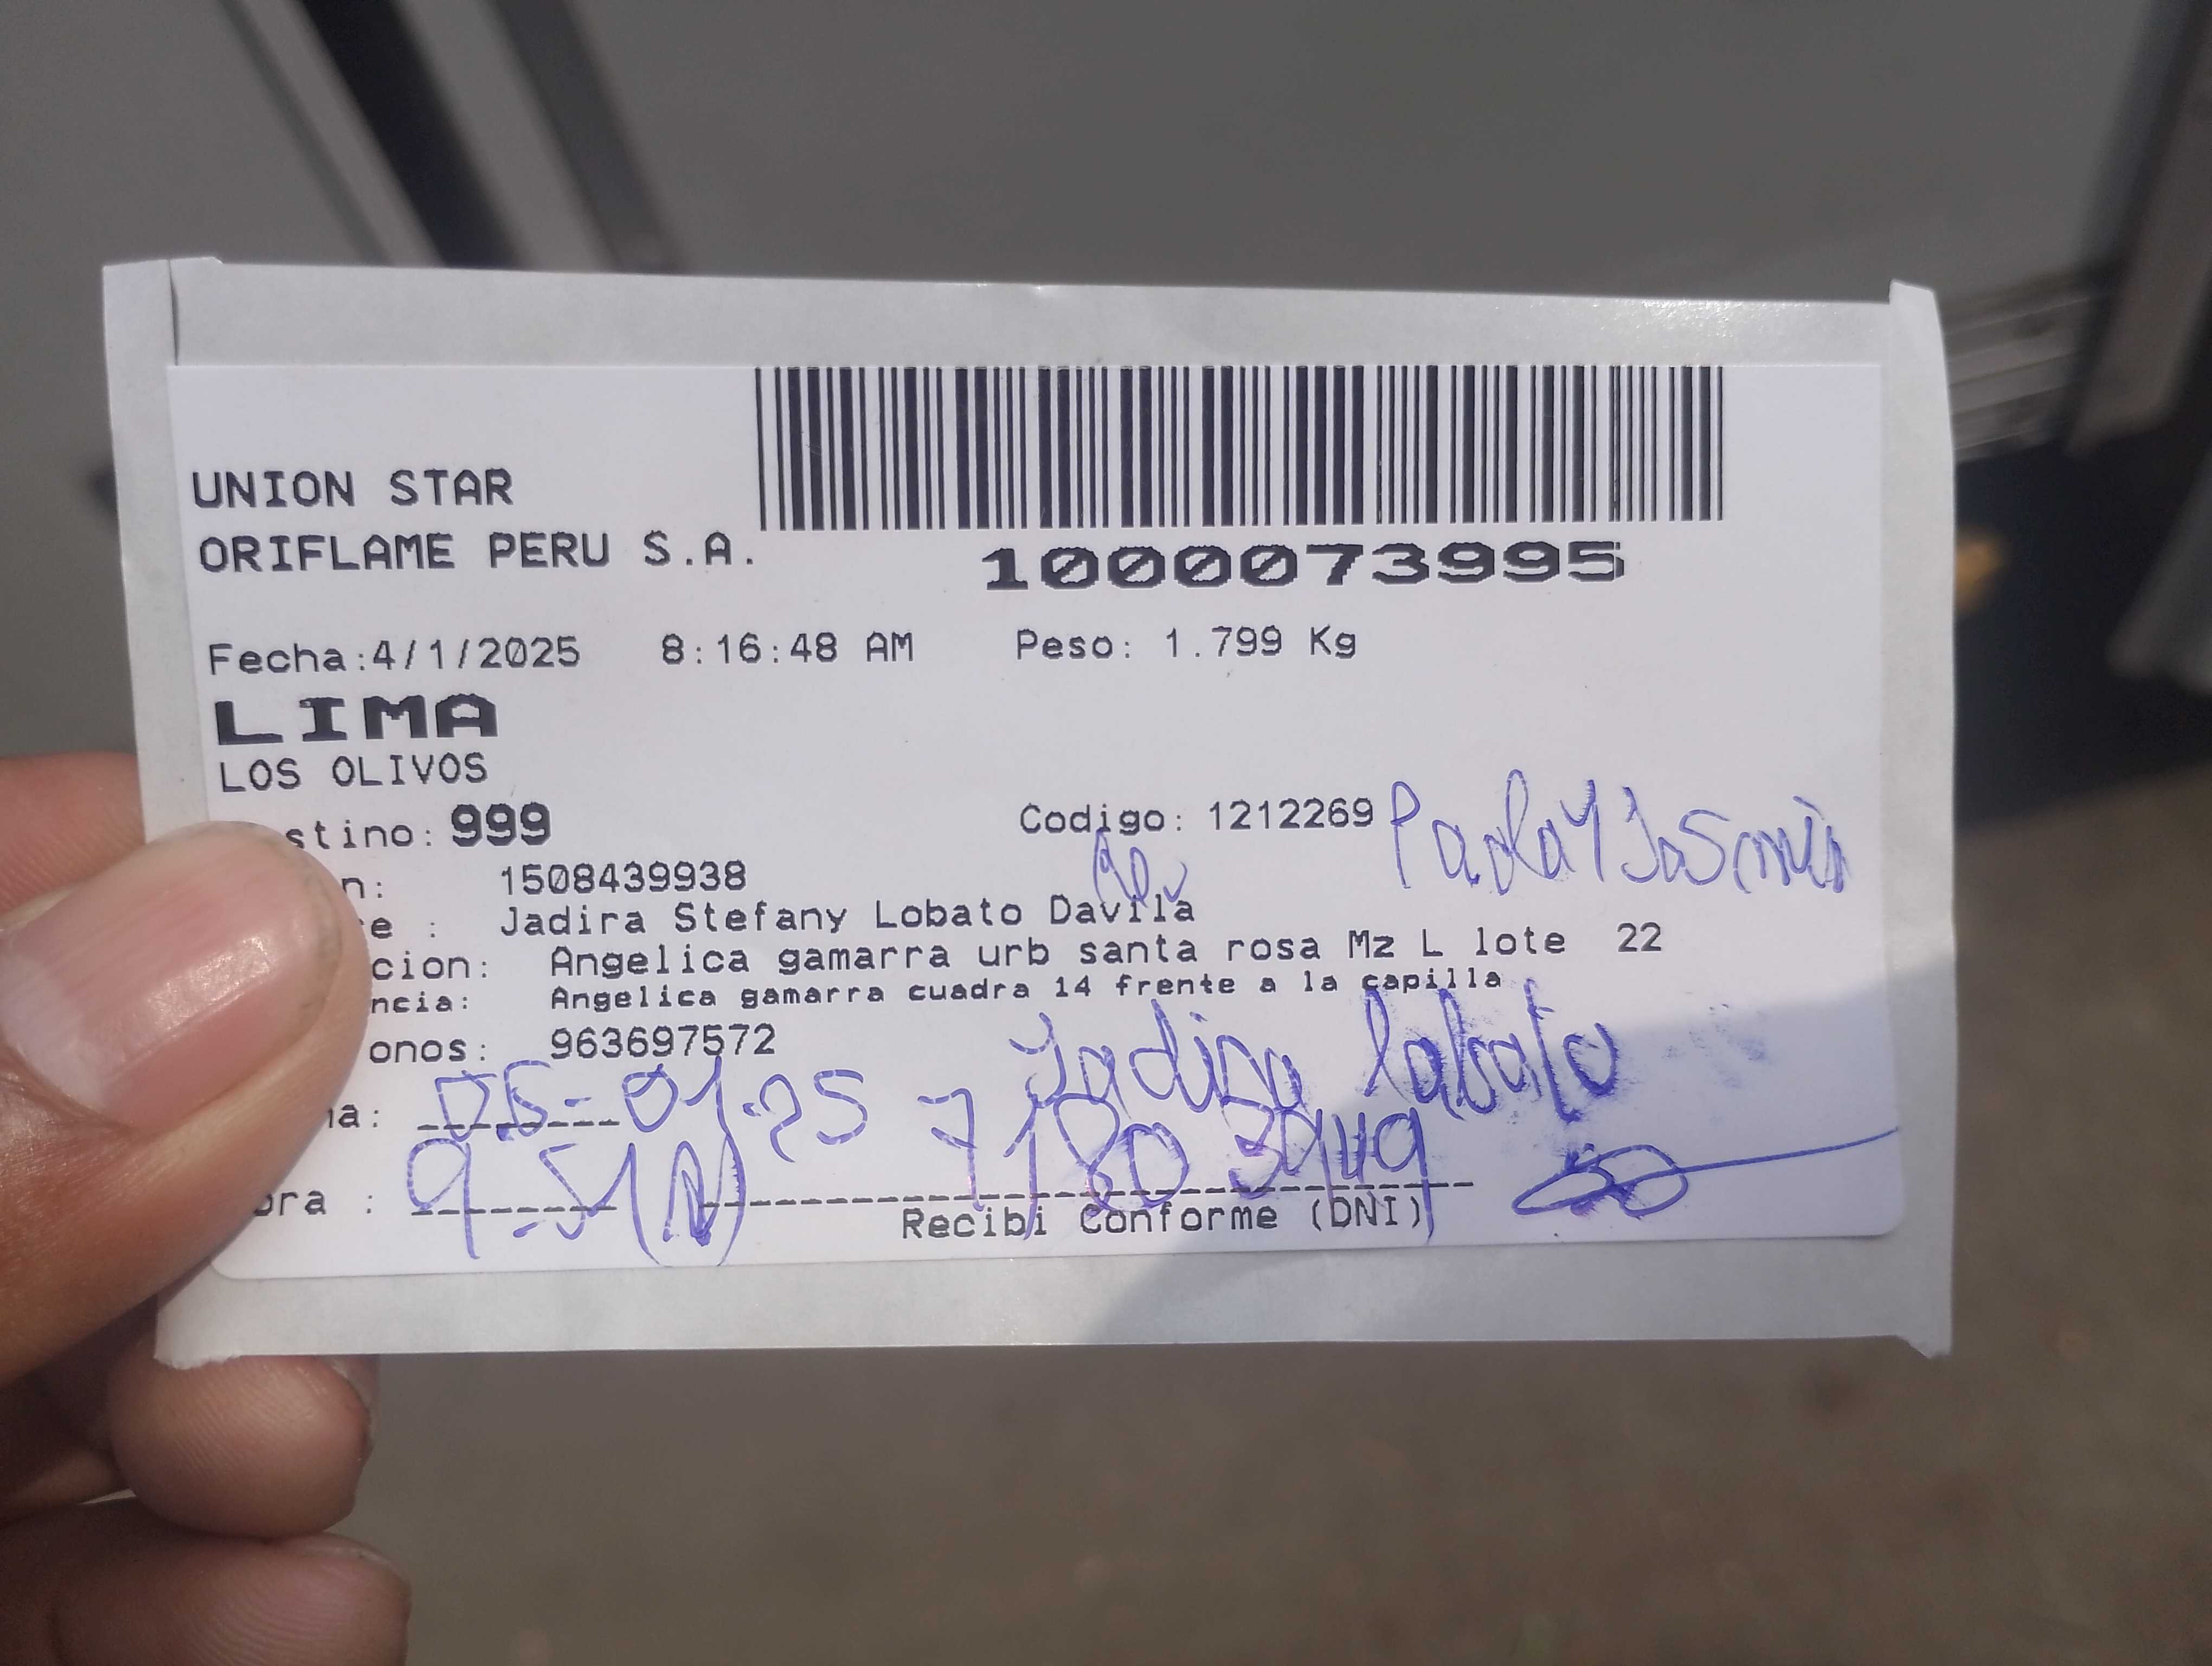 UNION STAR
ORIFLAME PERU S.A.
1000073995
Fecha:4/1/2025 8:16:48 AM Peso: 1.799 Kg
LIMA
LOS OLIVOS
stino: 999 Codigo: 1212269 Paola Y Jasmin
n: 1508439938
e : Jadira Stefany Lobato Davila
cion: Angelica gamarra urb santa rosa Mz L lote 22
ncia: Angelica gamarra cuadra 14 frente a la capilla
onos: 963697572
Jadira lobato
na: 05-01-25
ora :
Recibi Conforme (DNI)